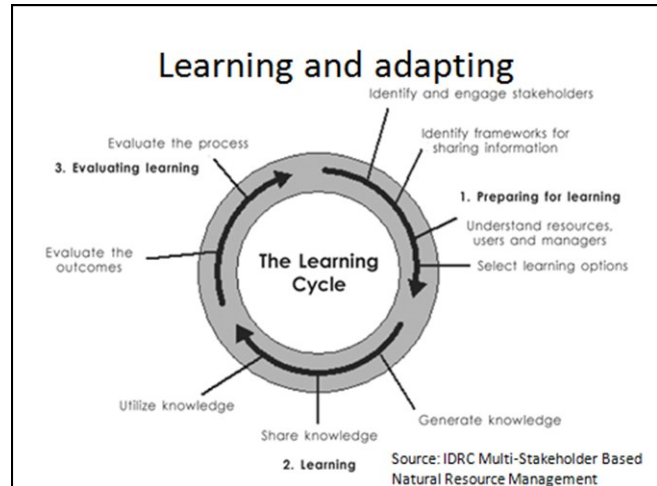 Learning and adapting
Identify and engage stakeholders
Identify frameworks for
sharing information
1. Preparing for learning
Understand resources,
users and managers
Select learning options
Generate knowledge
Share knowledge
Utilize knowledge
2. Learning
Evaluate the
outcomes
3. Evaluating learning
Evaluate the process
The Learning
Cycle
Source: IDRC Multi-Stakeholder Based
Natural Resource Management